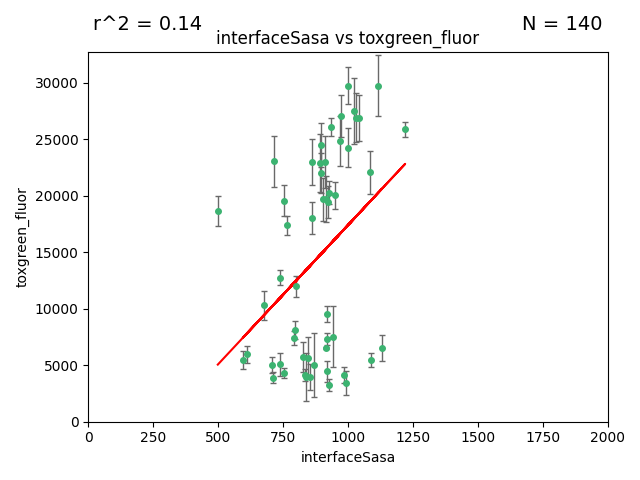 r^2 = 0.14
N = 140
interfaceSasa vs toxgreen_fluor
30000
25000
20000
15000
10000
5000
0
toxgreen_fluor
0 250 500 750 1000 1250 1500 1750 2000
interfaceSasa